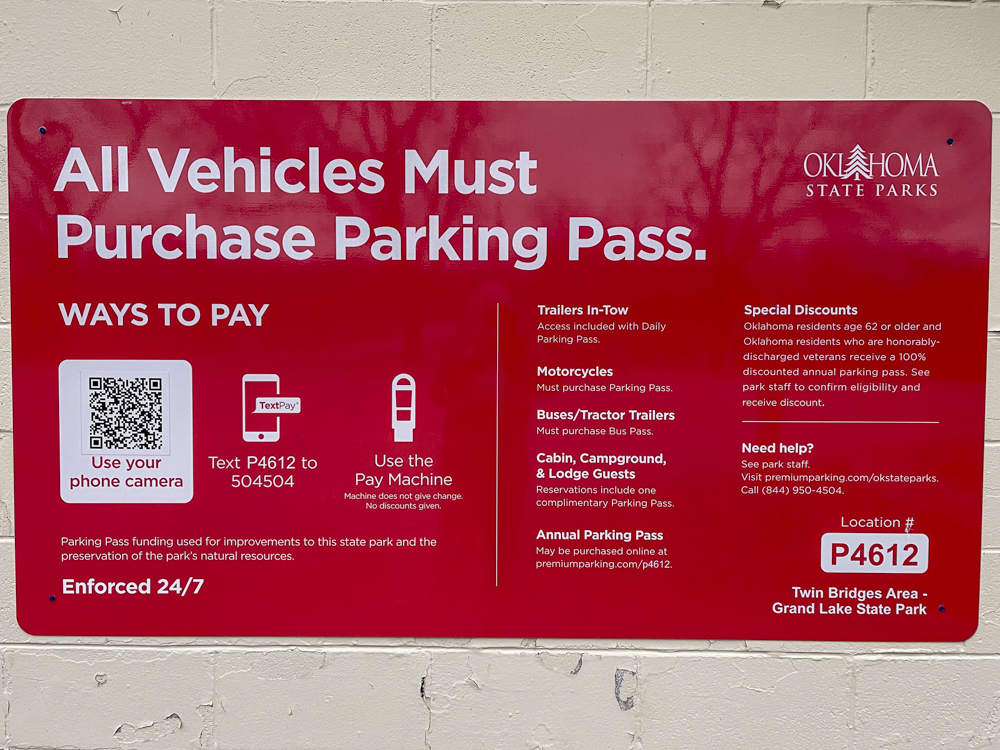 All Vehicles Must
Purchase Parking Pass.
OKLAHOMA
STATE PARKS
WAYS TO PAY
Use your
phone camera
TextPay
Text P4612 to
504504
Use the
Pay Machine
Machine does not give change.
No discounts given.
Parking Pass funding used for improvements to this state park and the
preservation of the park's natural resources.
Enforced 24/7
Trailers In-Tow
Access included with Daily
Parking Pass.
Motorcycles
Must purchase Parking Pass.
Buses/Tractor Trailers
Must purchase Bus Pass.
Cabin, Campground,
& Lodge Guests
Reservations include one
complimentary Parking Pass.
Annual Parking Pass
May be purchased online at
premiumparking.com/p4612.
Special Discounts
Oklahoma residents age 62 or older and
Oklahoma residents who are honorably-
discharged veterans receive a 100%
discounted annual parking pass. See
park staff to confirm eligibility and
receive discount.
Need help?
See park staff.
Visit premiumparking.com/okstateparks.
Call (844) 950-4504.
Location #
P4612
Twin Bridges Area -
Grand Lake State Park